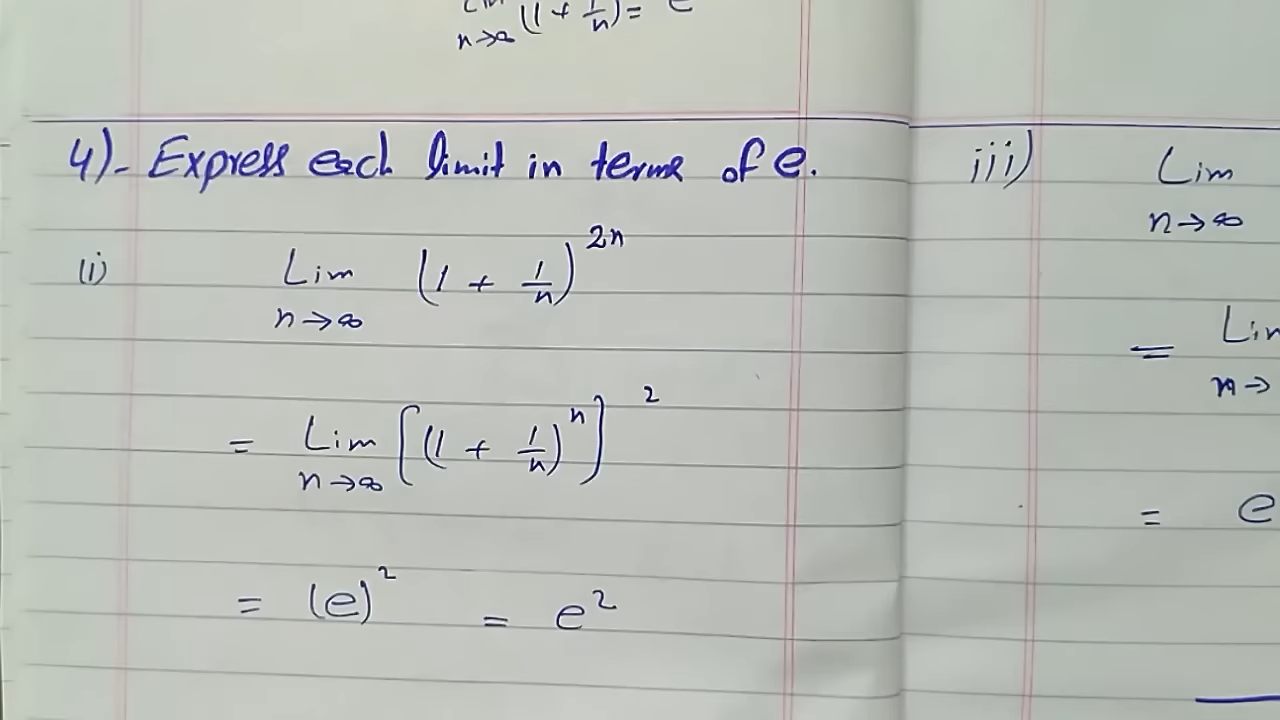 Lim (1 + 1/n) = e
n→∞
4)- Express each limit in terms of e.
(i) Lim (1 + 1/n)^2n
n→∞
= Lim [(1 + 1/n)^n]^2
n→∞
= (e)^2 = e^2
iii) Lim
n→∞
= Lim
n→
= e